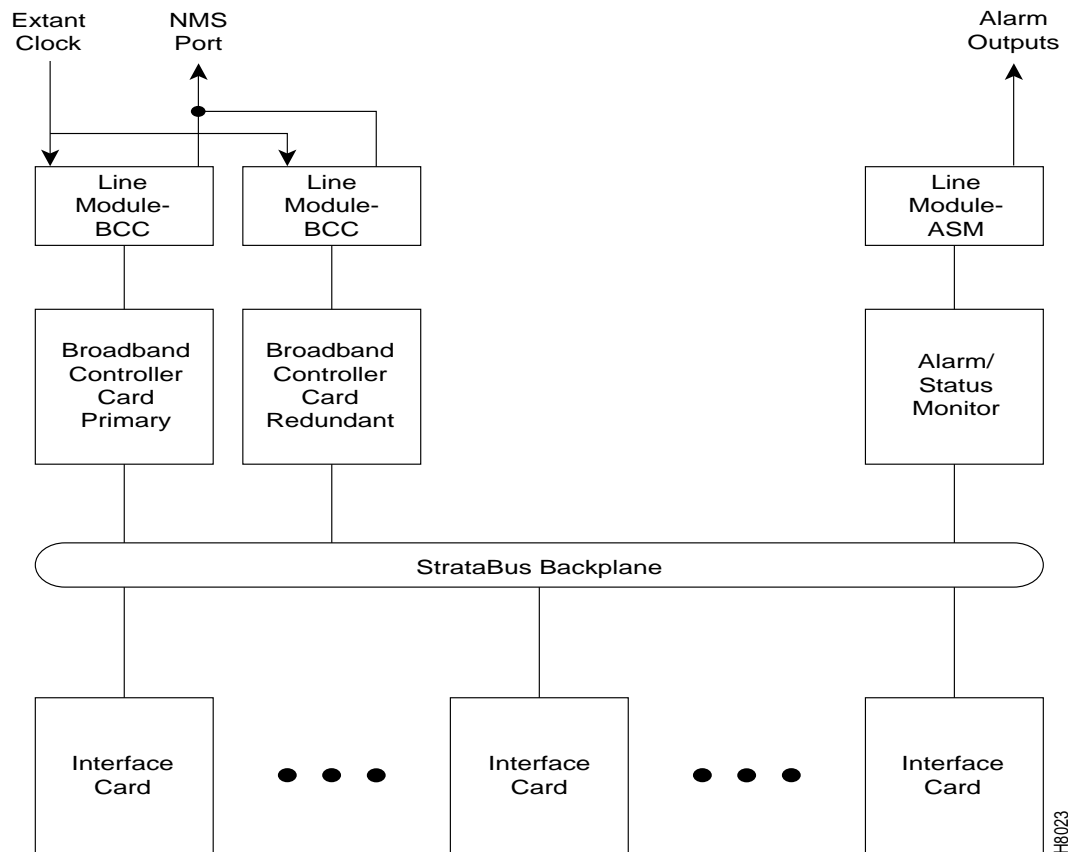 Extant
Clock
NMS
Port
Alarm
Outputs
Line
Module-
BCC
Line
Module-
BCC
Line
Module-
ASM
Broadband
Controller
Card
Primary
Broadband
Controller
Card
Redundant
Alarm/
Status
Monitor
StrataBus Backplane
Interface
Card
Interface
Card
Interface
Card
H8023